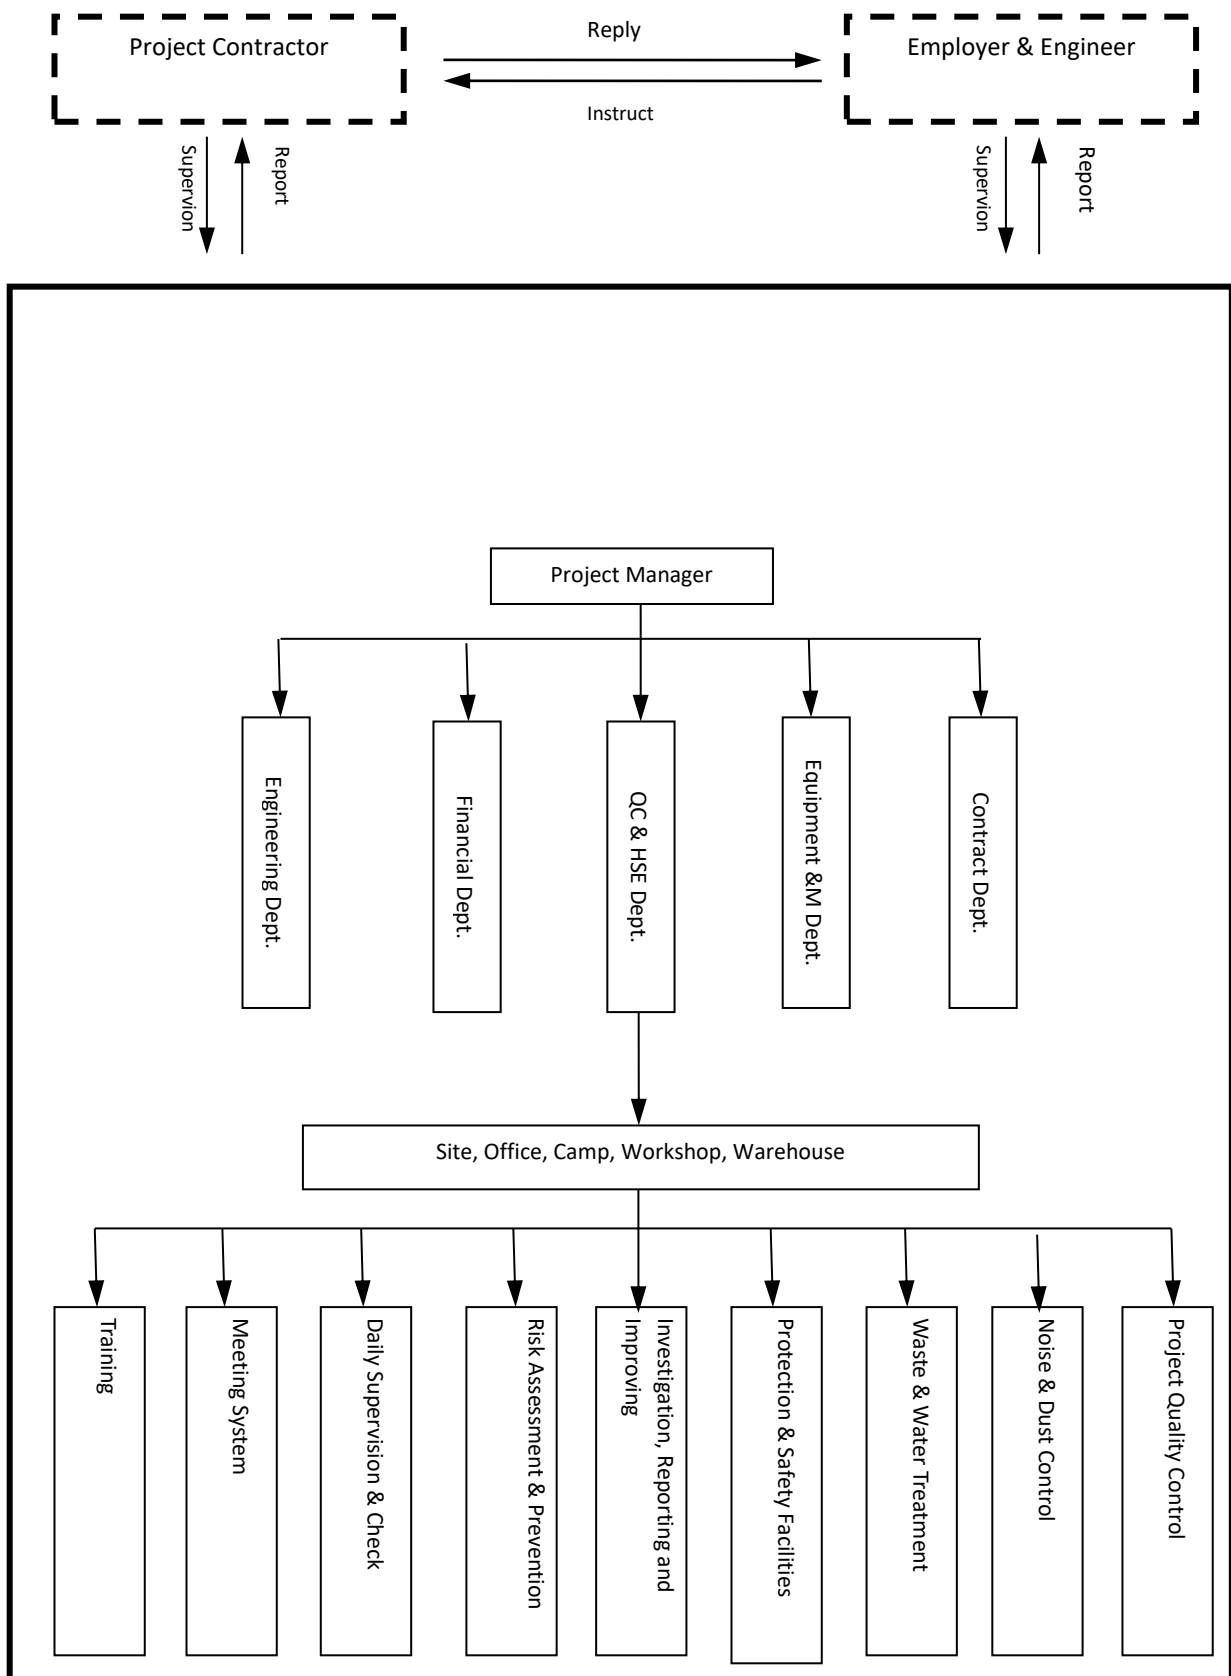 Project Contractor
Reply
Employer & Engineer
Instruct
Supervion
Report
Supervion
Report
Project Manager
Engineering Dept.
Financial Dept.
QC & HSE Dept.
Equipment &M Dept.
Contract Dept.
Site, Office, Camp, Workshop, Warehouse
Training
Meeting System
Daily Supervision & Check
Risk Assessment & Prevention
Investigation, Reporting and
Improving
Protection & Safety Facilities
Waste & Water Treatment
Noise & Dust Control
Project Quality Control